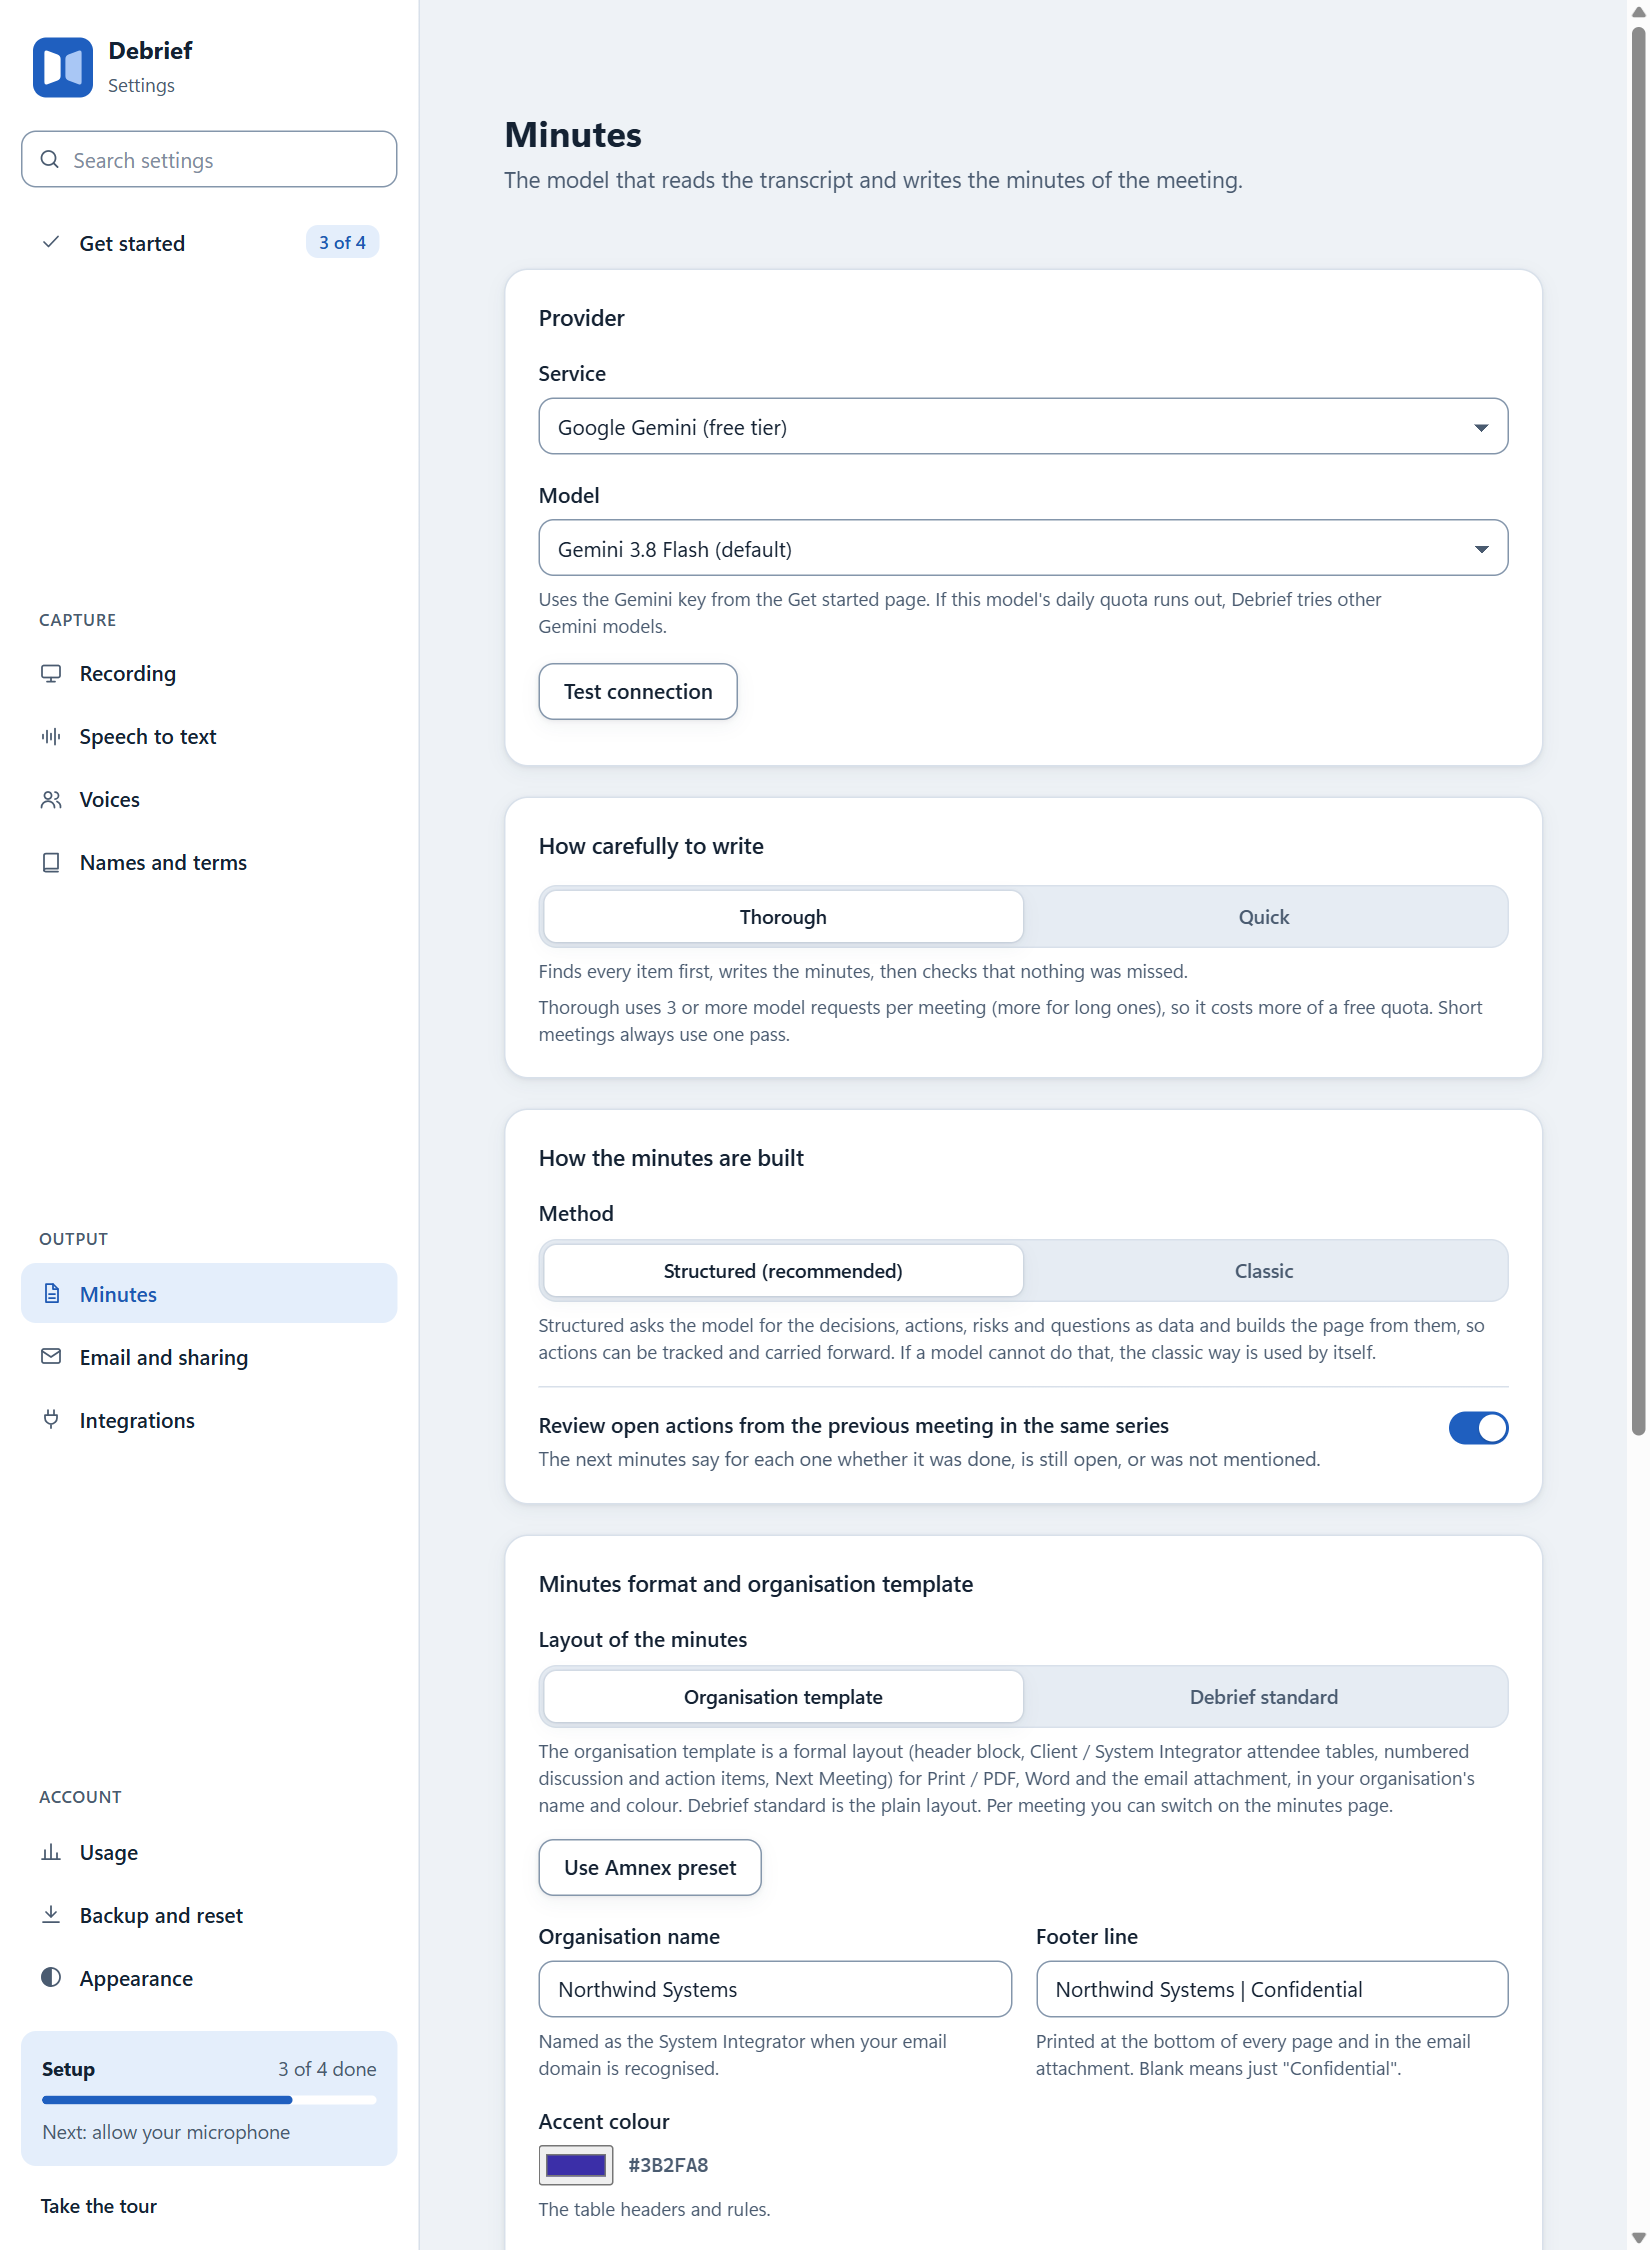 Debrief
Settings
Search settings
Get started
3 of 4
CAPTURE
Recording
Speech to text
Voices
Names and terms
OUTPUT
Minutes
Email and sharing
Integrations
ACCOUNT
Usage
Backup and reset
Appearance
Setup
3 of 4 done
Next: allow your microphone
Take the tour
Minutes
The model that reads the transcript and writes the minutes of the meeting.
Provider
Service
Google Gemini (free tier)
Model
Gemini 3.8 Flash (default)
Uses the Gemini key from the Get started page. If this model's daily quota runs out, Debrief tries other
Gemini models.
Test connection
How carefully to write
Thorough
Quick
Finds every item first, writes the minutes, then checks that nothing was missed.
Thorough uses 3 or more model requests per meeting (more for long ones), so it costs more of a free quota. Short
meetings always use one pass.
How the minutes are built
Method
Structured (recommended)
Classic
Structured asks the model for the decisions, actions, risks and questions as data and builds the page from them, so
actions can be tracked and carried forward. If a model cannot do that, the classic way is used by itself.
Review open actions from the previous meeting in the same series
The next minutes say for each one whether it was done, is still open, or was not mentioned.
Minutes format and organisation template
Layout of the minutes
Organisation template
Debrief standard
The organisation template is a formal layout (header block, Client / System Integrator attendee tables, numbered
discussion and action items, Next Meeting) for Print / PDF, Word and the email attachment, in your organisation's
name and colour. Debrief standard is the plain layout. Per meeting you can switch on the minutes page.
Use Amnex preset
Organisation name
Northwind Systems
Named as the System Integrator when your email
domain is recognised.
Footer line
Northwind Systems | Confidential
Printed at the bottom of every page and in the email
attachment. Blank means just "Confidential".
Accent colour
#3B2FA8
The table headers and rules.